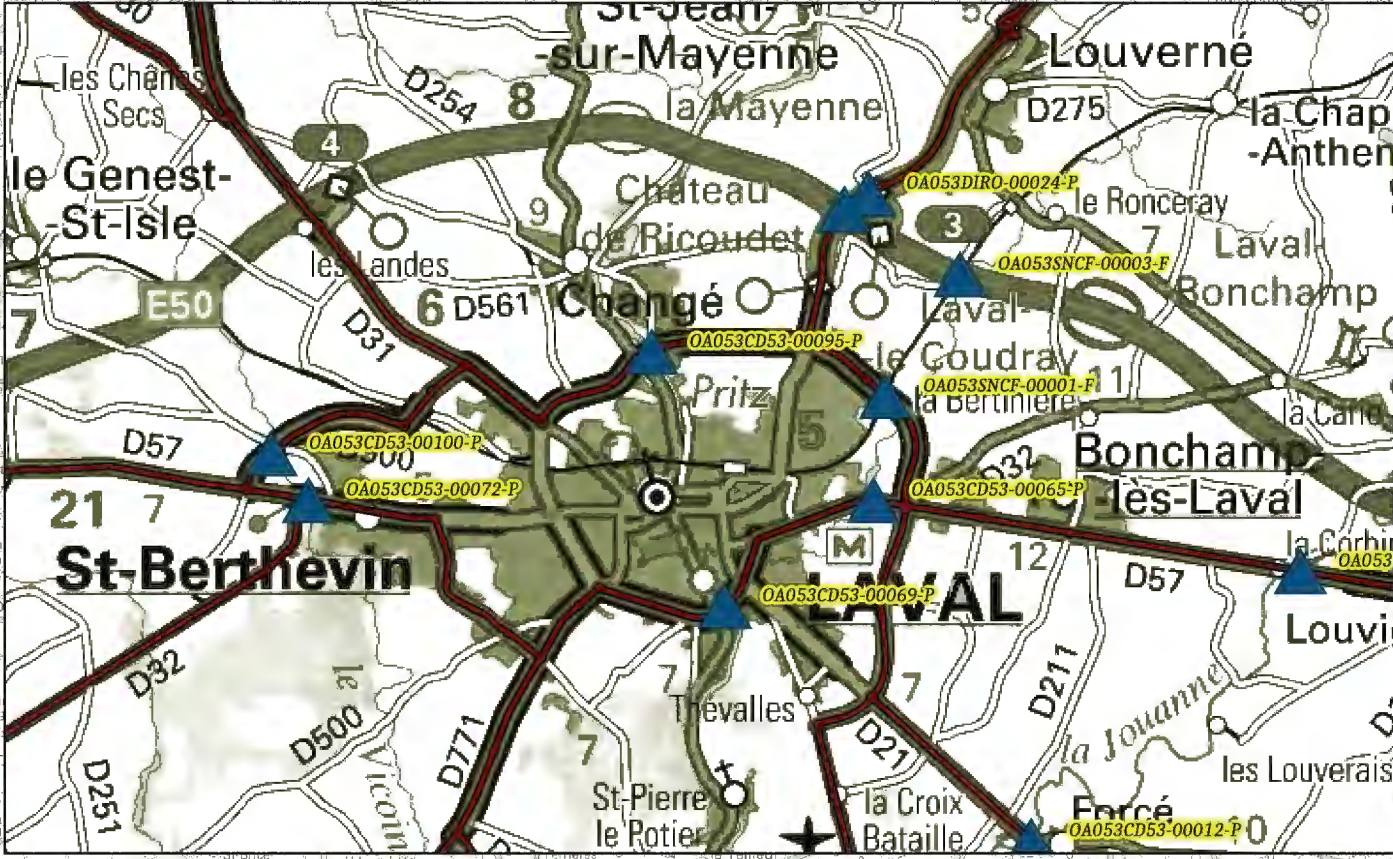 St-Jean-
-sur-Mayenne
Louverné
les Chênes
Secs
D254
8
la Mayenne
D275
la Chap
-Anthen
4
le Genest-
-St-Isle
Château
de Ricoudet
9
OA053DIRO-00024-P
le Ronceray
3
7
Laval-
Bonchamp
OA053SNCF-00003-F
les Landes
E50
6
D561
Changé
Laval-
le Coudray
7
D31
OA053CD53-00095-P
Pritz
OA053SNCF-00001-F
11
la Bertinière
5
D57
OA053CD53-00100-P
D32
Bonchamp
-lès-Laval
OA053CD53-00072-P
OA053CD53-00065-P
21
7
M
12
D57
OA053
St-Berthevin
OA053CD53-00069-P
LAVAL
Louvi
D32
le
Vicoin
7
Thévalles
7
D211
la Jouanne
D500
D771
7
D21
D251
les Louverais
St-Pierre
le Potier
la Croix
Bataille
Forcé
OA053CD53-00012-P